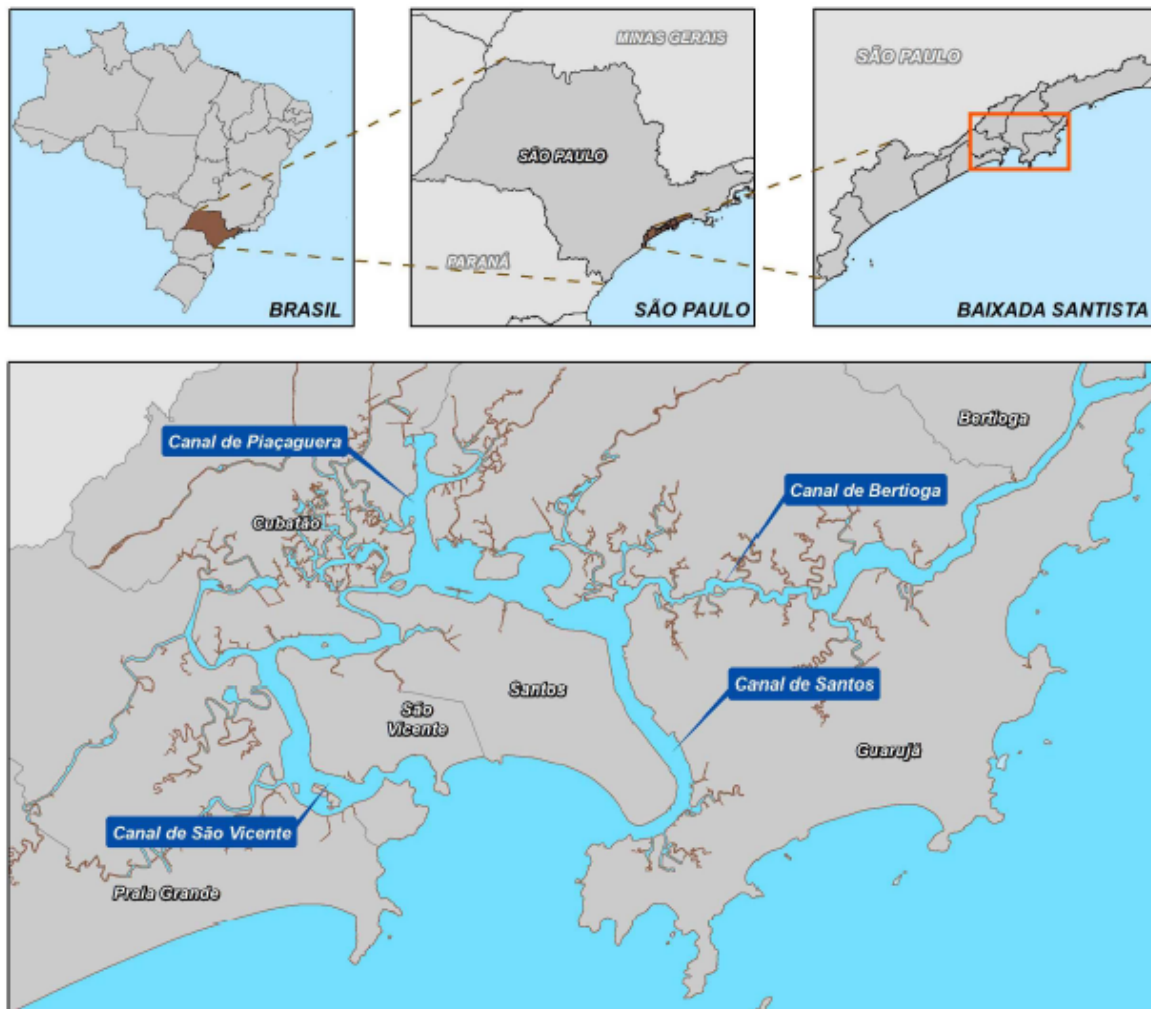 MINAS GERAIS
SÃO PAULO
SÃO PAULO
PARANÁ
BRASIL
SÃO PAULO
BAIXADA SANTISTA
Bertioga
Canal de Piaçaguera
Canal de Bertioga
Cubatão
Canal de Santos
Santos
São
Vicente
Guarujá
Canal de São Vicente
Praia Grande